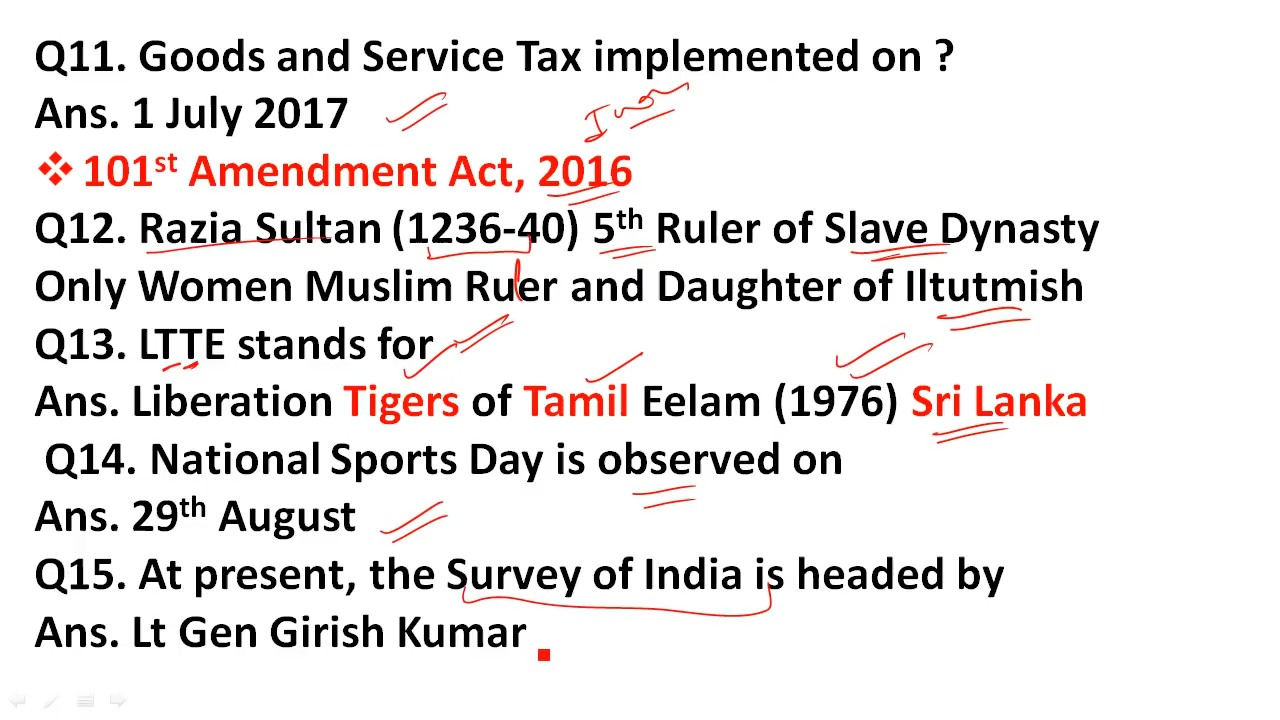 Q11. Goods and Service Tax implemented on ?
Ans. 1 July 2017
❖ 101st Amendment Act, 2016
Q12. Razia Sultan (1236-40) 5th Ruler of Slave Dynasty
Only Women Muslim Ruer and Daughter of Iltutmish
Q13. LTTE stands for
Ans. Liberation Tigers of Tamil Eelam (1976) Sri Lanka
Q14. National Sports Day is observed on
Ans. 29th August
Q15. At present, the Survey of India is headed by
Ans. Lt Gen Girish Kumar